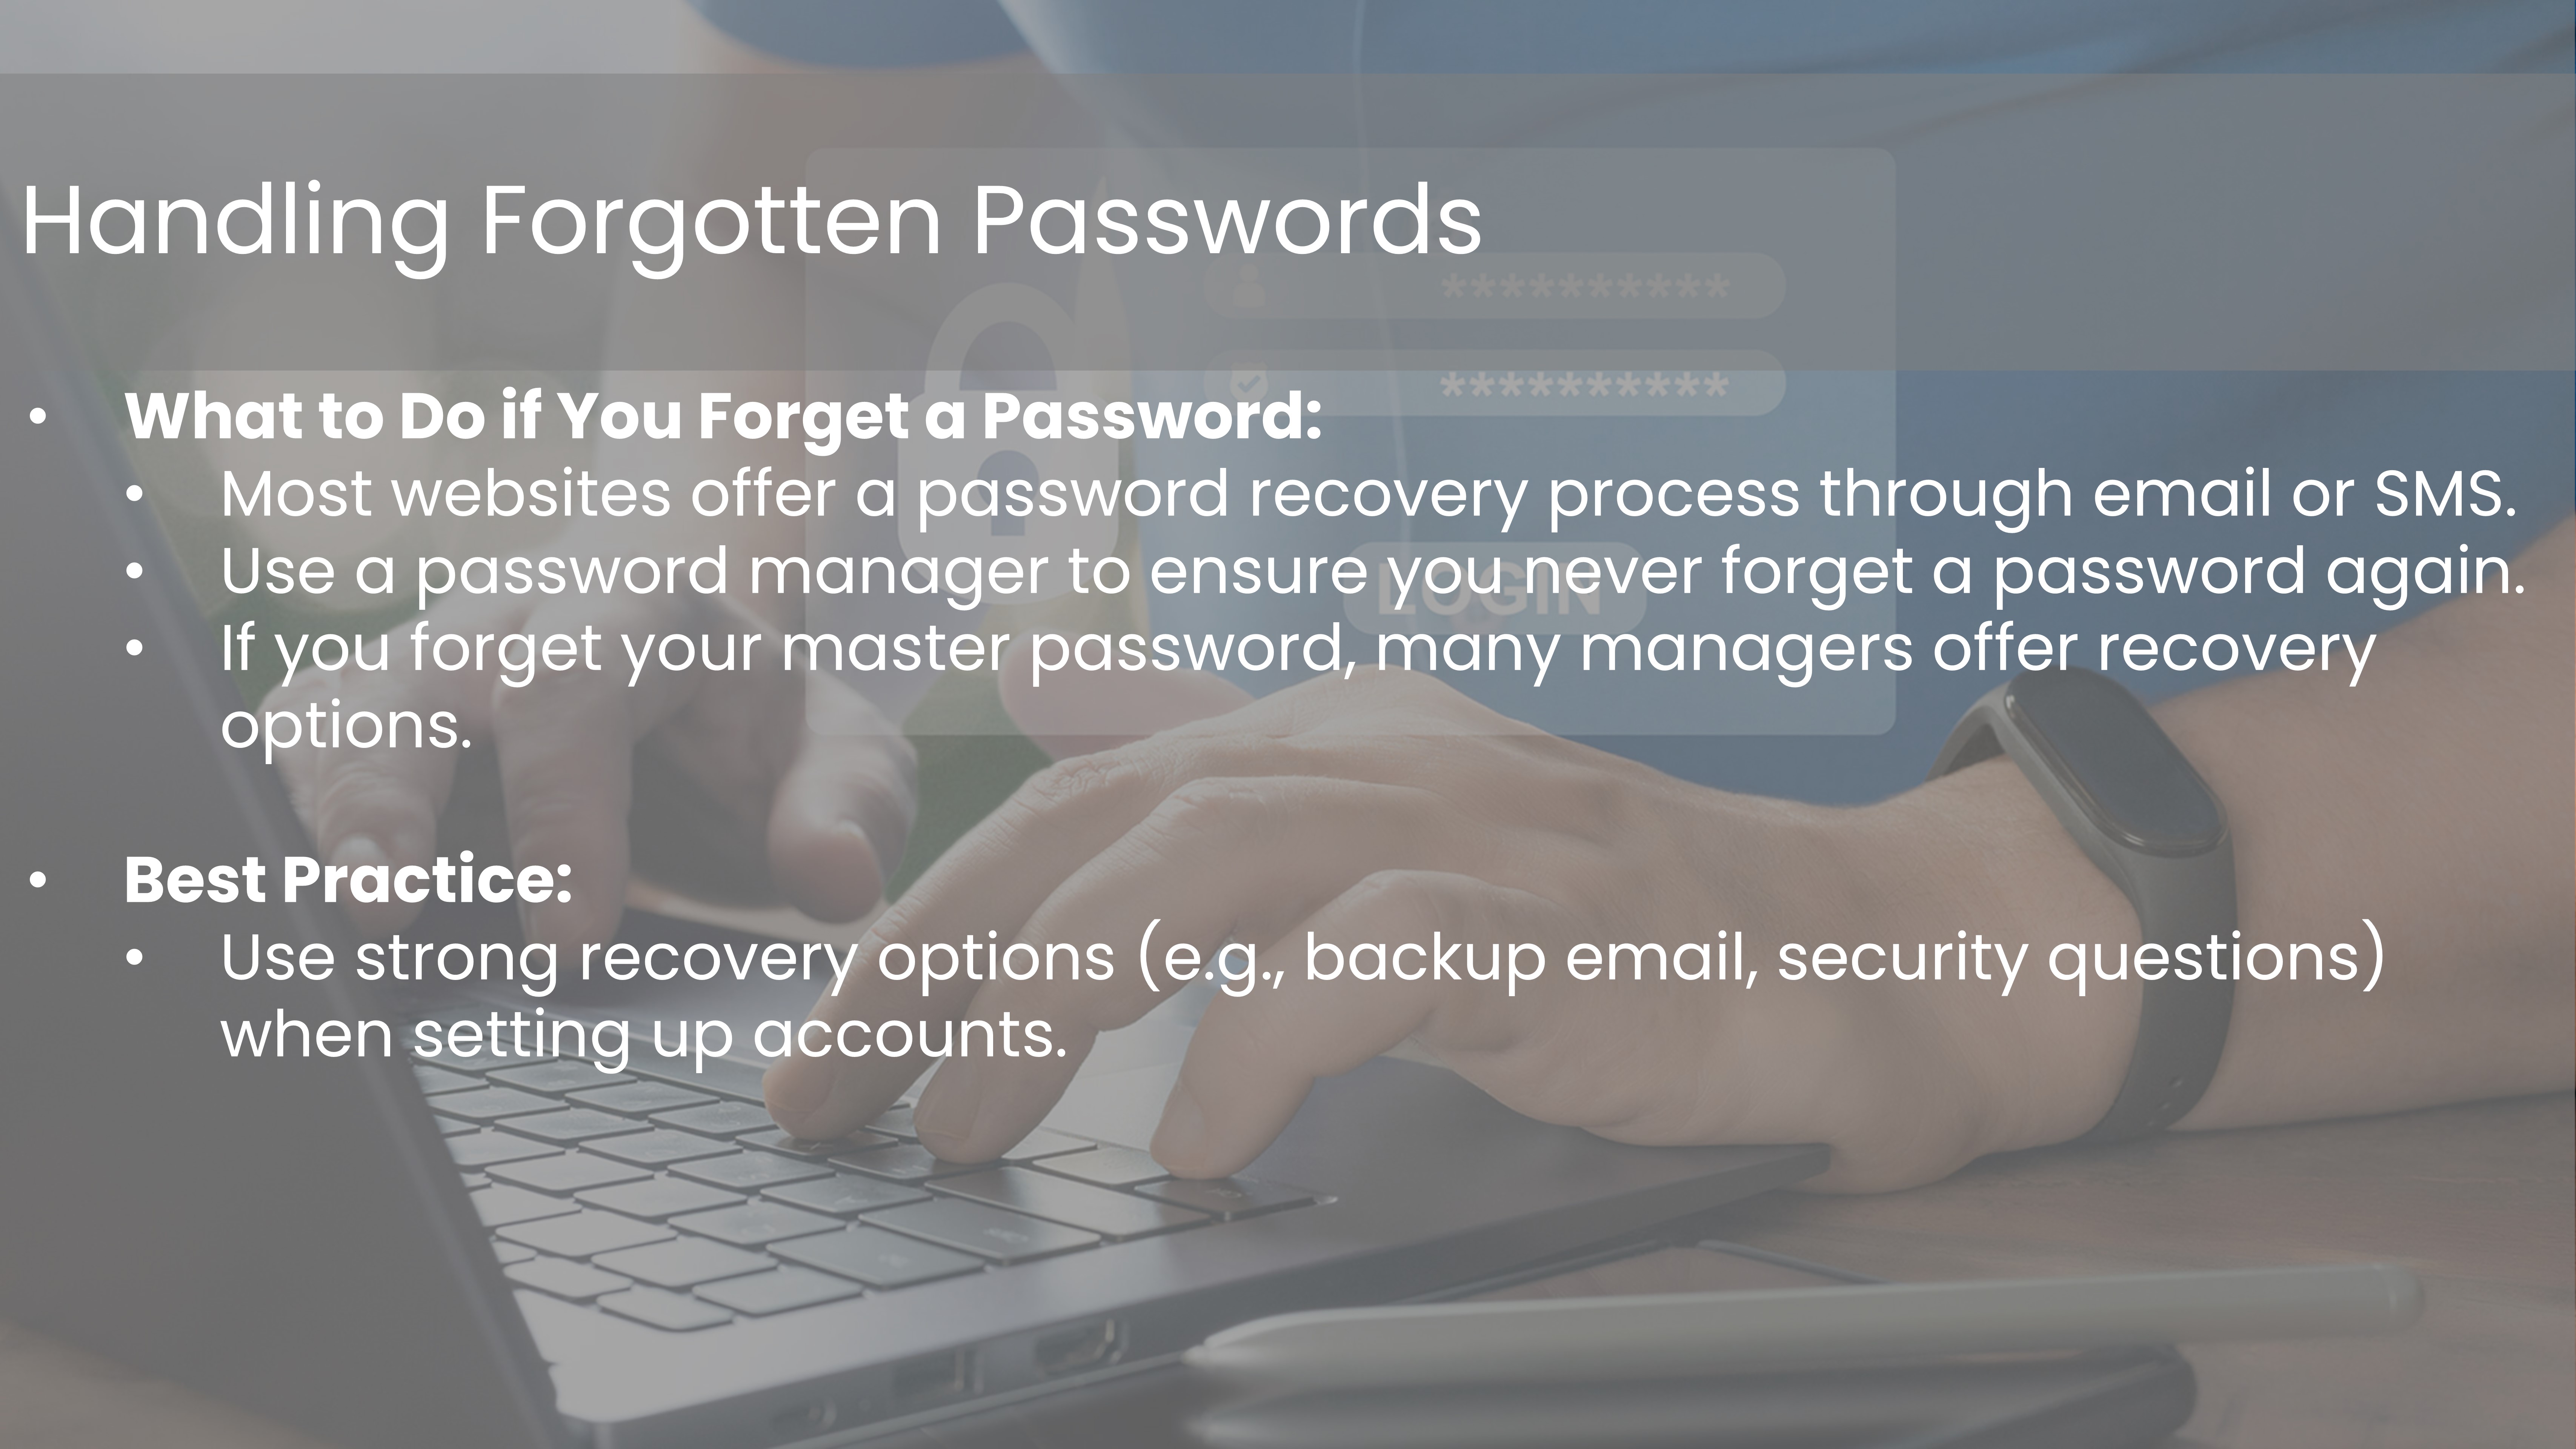 Handling Forgotten Passwords
**********
**********
• What to Do if You Forget a Password:
• Most websites offer a password recovery process through email or SMS.
• Use a password manager to ensure you never forget a password again.
LOGIN
• If you forget your master password, many managers offer recovery
options.
• Best Practice:
• Use strong recovery options (e.g., backup email, security questions)
when setting up accounts.